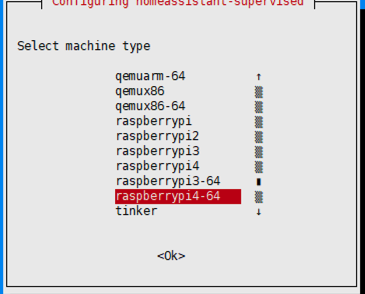 Configuring homeassistant-supervised
Select machine type
qemuarm-64 ↑
qemux86
qemux86-64
raspberrypi
raspberrypi2
raspberrypi3
raspberrypi4
raspberrypi3-64
raspberrypi4-64
tinker ↓
<Ok>